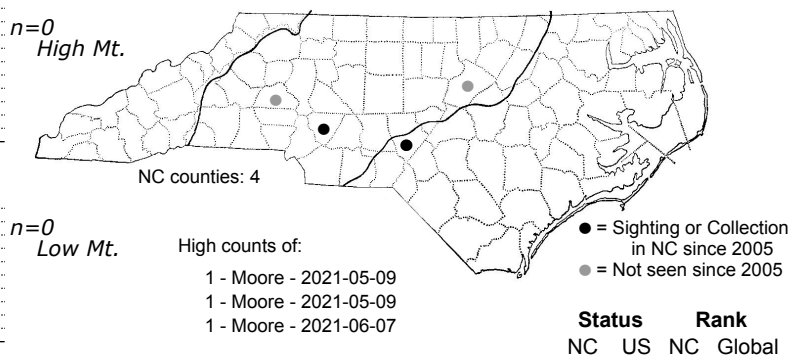 n=0
High Mt.
NC counties: 4
n=0
Low Mt.
High counts of:
1 - Moore - 2021-05-09
1 - Moore - 2021-05-09
1 - Moore - 2021-06-07
● = Sighting or Collection
in NC since 2005
● = Not seen since 2005
Status Rank
NC US NC Global